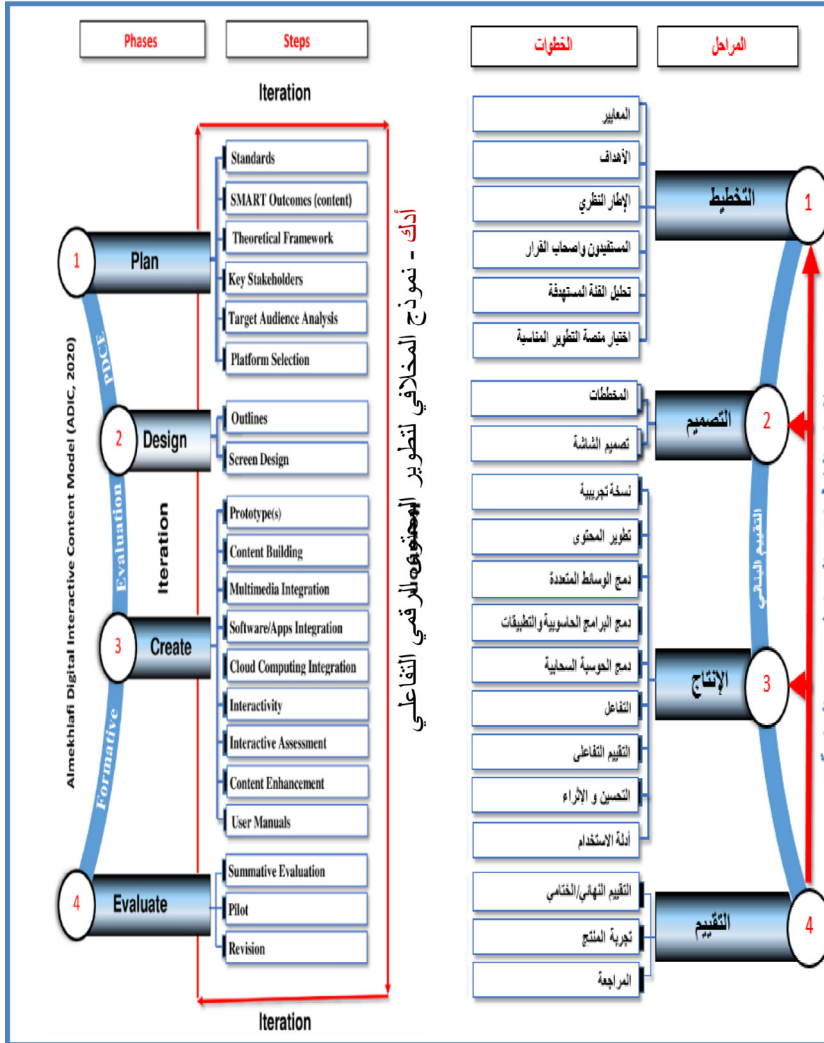 Phases
Steps
Iteration
1
Plan
Standards
SMART Outcomes (content)
Theoretical Framework
Key Stakeholders
Target Audience Analysis
Platform Selection
2
Design
Outlines
Screen Design
3
Create
Prototype(s)
Content Building
Multimedia Integration
Software/Apps Integration
Cloud Computing Integration
Interactivity
Interactive Assessment
Content Enhancement
User Manuals
4
Evaluate
Summative Evaluation
Pilot
Revision
Iteration
Iteration
PDCE
Evaluation
Formative
Almekhlafi Digital Interactive Content Model (ADIC, 2020)
أدك - نموذج المخلافي لتطوير المحتوى الرقمي التفاعلي
المراحل
الخطوات
1
التخطيط
المعايير
الأهداف
الإطار النظري
المستفيدون واصحاب القرار
تحليل الفئة المستهدفة
اختيار منصة التطوير المناسبة
2
التصميم
المخططات
تصميم الشاشة
3
الإنتاج
نسخة تجريبية
تطوير المحتوى
دمج الوسائط المتعددة
دمج البرامج الحاسوبية والتطبيقات
دمج الحوسبة السحابية
التفاعل
التقييم التفاعلى
التحسين و الإثراء
أدلة الاستخدام
4
التقييم
التقييم النهائي/الختامي
تجربة المنتج
المراجعة
التقييم البنائي